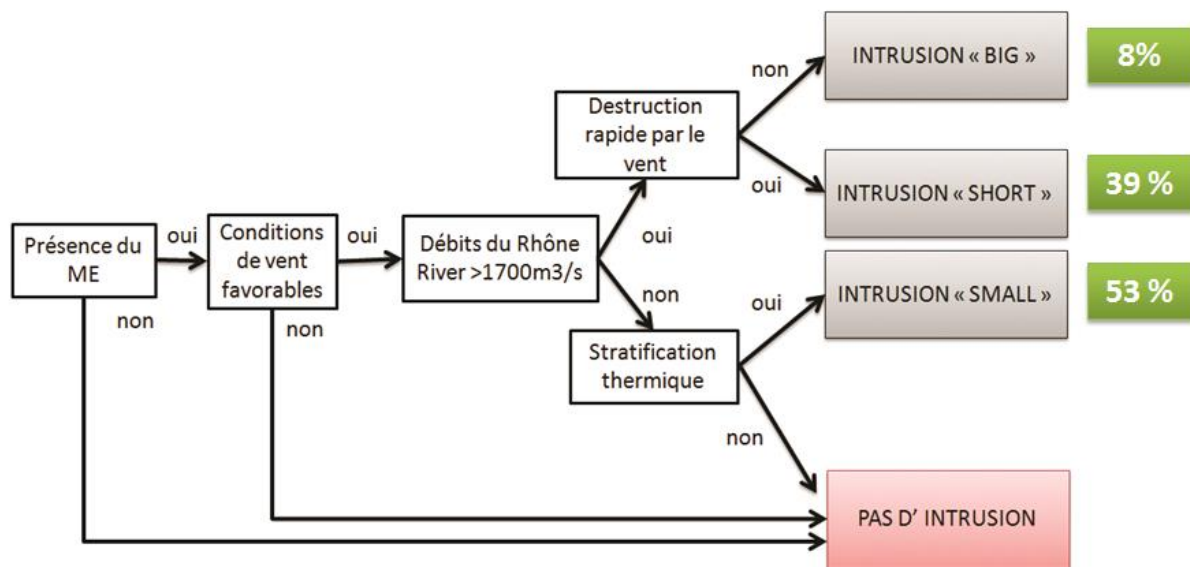 Présence du
ME
oui
non
Conditions
de vent
favorables
oui
non
Débits du Rhône
River >1700m3/s
oui
non
Destruction
rapide par le
vent
non
oui
Stratification
thermique
oui
non
INTRUSION « BIG »
8%
INTRUSION « SHORT »
39 %
INTRUSION « SMALL »
53 %
PAS D’ INTRUSION